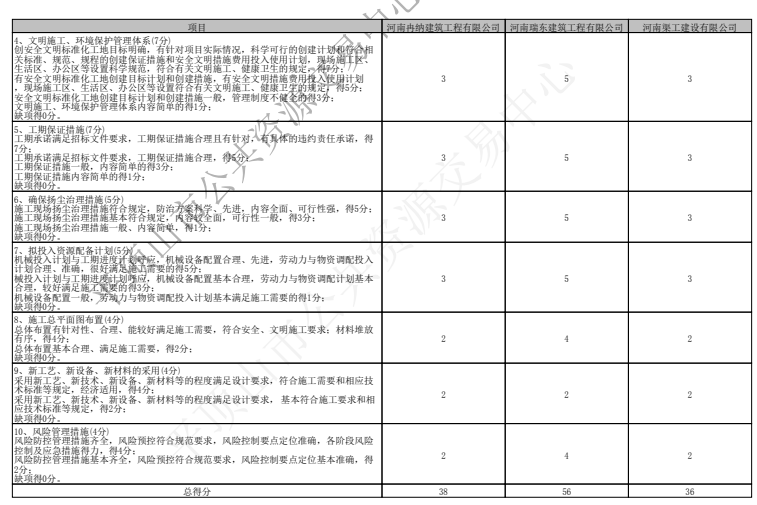 项目 河南冉纳建筑工程有限公司 河南瑞东建筑工程有限公司 河南渠工建设有限公司
4、文明施工、环境保护管理体系(7分)
创安全文明标准化工地目标明确，有针对项目实际情况，科学可行的创建计划和符合相
关标准、规范、规程的创建保证措施和安全文明措施费用投入使用计划，现场施工区、
生活区、办公区等设置科学规范，符合有关文明施工、健康卫生的规定，得7分；
有安全文明标准化工地创建目标计划和创建措施，有安全文明措施费用投入使用计划
，现场施工区、生活区、办公区等设置符合有关文明施工、健康卫生的规定，得5分；
安全文明标准化工地创建目标计划和创建措施一般，管理制度不健全的得3分；
文明施工、环境保护管理体系内容简单的得1分；
缺项得0分。
3 5 3
5、工期保证措施(7分)
工期承诺满足招标文件要求，工期保证措施合理且有针对，有具体的违约责任承诺，得
7分；
工期承诺满足招标文件要求，工期保证措施合理，得5分；
工期保证措施一般，内容简单的得3分；
工期保证措施内容简单的得1分；
缺项得0分。
3 5 3
6、确保扬尘治理措施(5分)
施工现场扬尘治理措施符合规定，防治方案科学、先进，内容全面、可行性强，得5分；
施工现场扬尘治理措施基本符合规定，内容较全面，可行性一般，得3分；
施工现场扬尘治理措施一般、内容简单，得1分；
缺项得0分。
3 5 3
7、拟投入资源配备计划(5分)
机械投入计划与工期进度计划呼应，机械设备配置合理、先进，劳动力与物资调配投入
计划合理、准确，很好满足施工需要的得5分；
械投入计划与工期进度计划呼应，机械设备配置基本合理，劳动力与物资调配计划基本
合理，较好满足施工需要的得3分；
机械设备配置一般，劳动力与物资调配投入计划基本满足施工需要的得1分；
缺项得0分。
3 5 3
8、施工总平面图布置(4分)
总体布置有针对性、合理、能较好满足施工需要，符合安全、文明施工要求；材料堆放
有序，得4分；
总体布置基本合理、满足施工需要，得2分；
缺项得0分。
2 4 2
9、新工艺、新设备、新材料的采用(4分)
采用新工艺、新技术、新设备、新材料等的程度满足设计要求，符合施工需要和相应技
术标准等规定，经济适用，得4分；
采用新工艺、新技术、新设备、新材料等的程度满足设计要求， 基本符合施工要求和相
应技术标准等规定，得2分；
缺项得0分。
2 2 2
10、风险管理措施(4分)
风险防控管理措施齐全，风险预控符合规范要求，风险控制要点定位准确，各阶段风险
控制及应急措施得力，得4分；
风险防控管理措施基本齐全，风险预控符合规范要求，风险控制要点定位基本准确，得
2分；
缺项得0分。
2 4 2
总得分 38 56 36
平顶山市公共资源交易中心
平顶山市公共资源交易中心